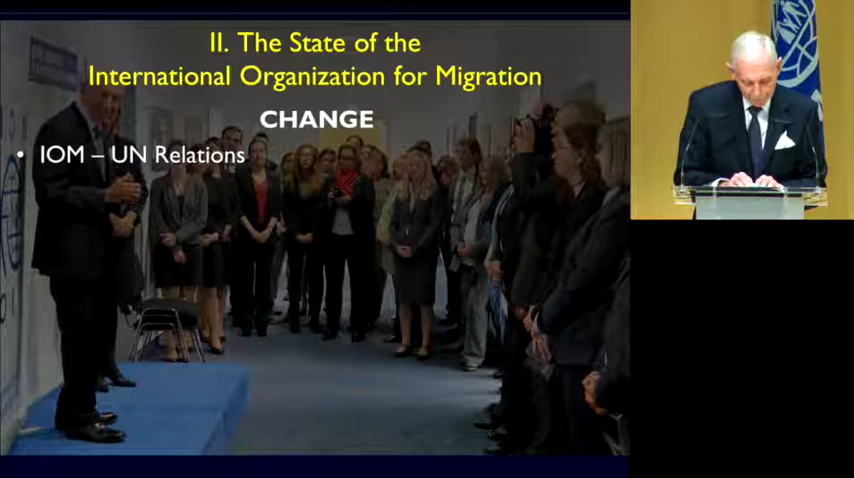 II. The State of the
International Organization for Migration
CHANGE
• IOM – UN Relations